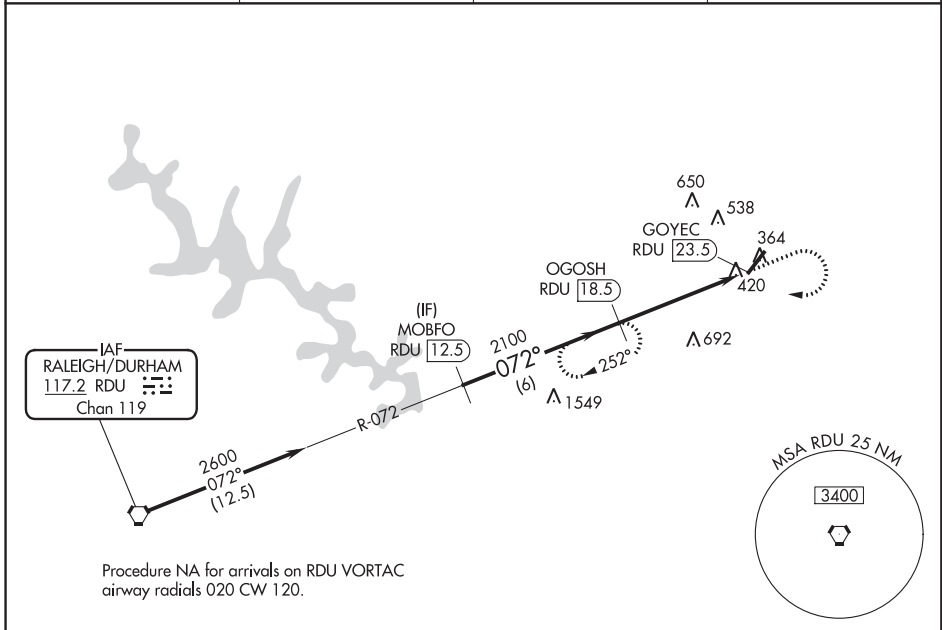 650
538
GOYEC
RDU 23.5
364
420
OGOSH
RDU 18.5
(IF)
MOBFO
RDU 12.5
2100
072°
(6)
252°
692
1549
IAF
RALEIGH/DURHAM
117.2 RDU
Chan 119
R-072
2600
072°
(12.5)
MSA RDU 25 NM
3400
Procedure NA for arrivals on RDU VORTAC
airway radials 020 CW 120.